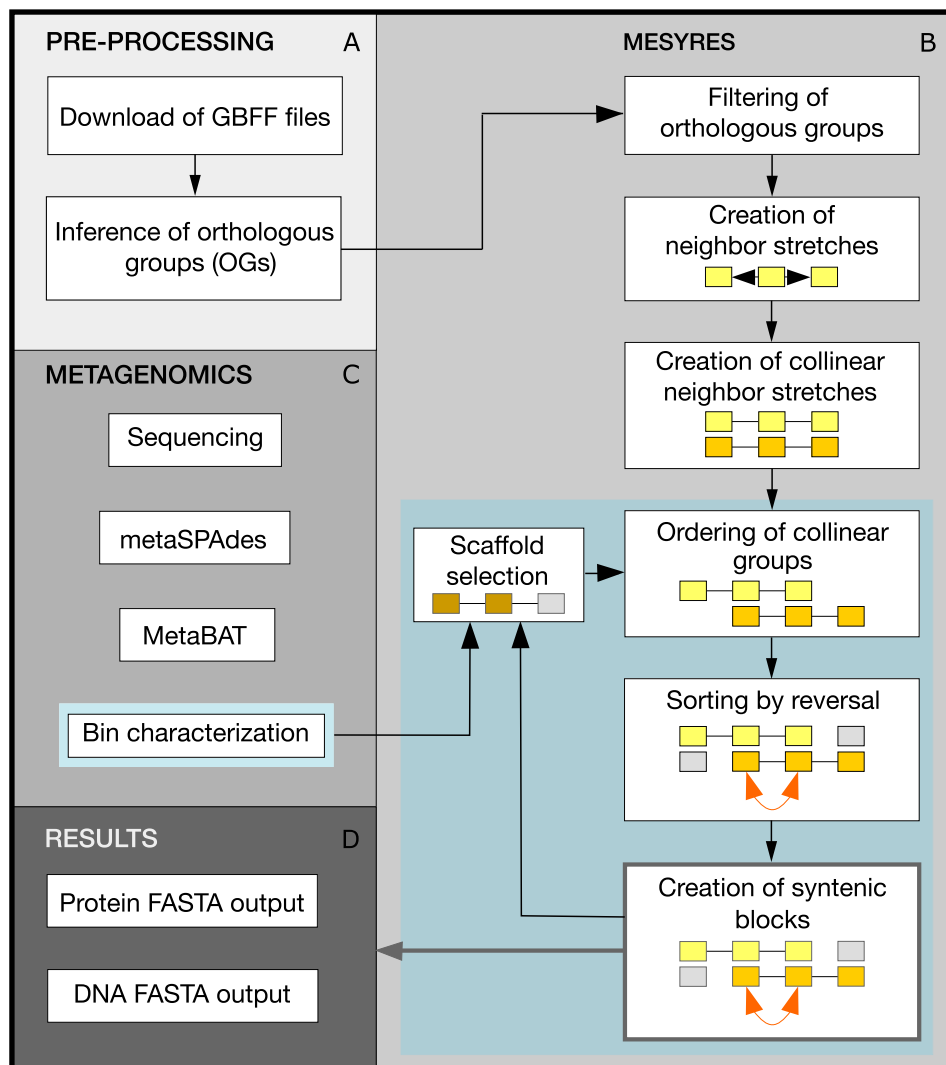 PRE-PROCESSING A
Download of GBFF files
Inference of orthologous
groups (OGs)
MESYRES B
Filtering of
orthologous groups
Creation of
neighbor stretches
Creation of collinear
neighbor stretches
Ordering of collinear
groups
Scaffold
selection
Sorting by reversal
Creation of syntenic
blocks
METAGENOMICS C
Sequencing
metaSPAdes
MetaBAT
Bin characterization
RESULTS D
Protein FASTA output
DNA FASTA output